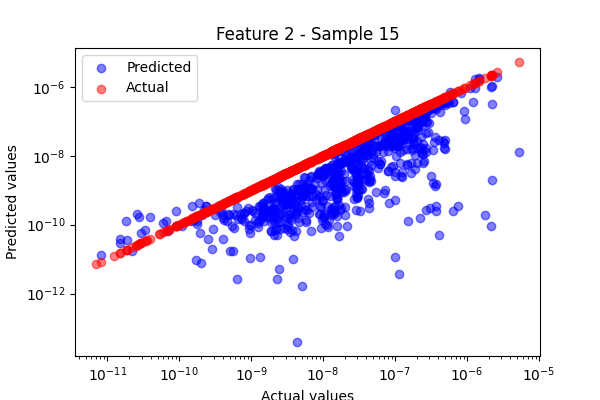 Feature 2 - Sample 15
Predicted
Actual
Predicted values
10⁻⁶
10⁻⁸
10⁻¹⁰
10⁻¹²
10⁻¹¹ 10⁻¹⁰ 10⁻⁹ 10⁻⁸ 10⁻⁷ 10⁻⁶ 10⁻⁵
Actual values